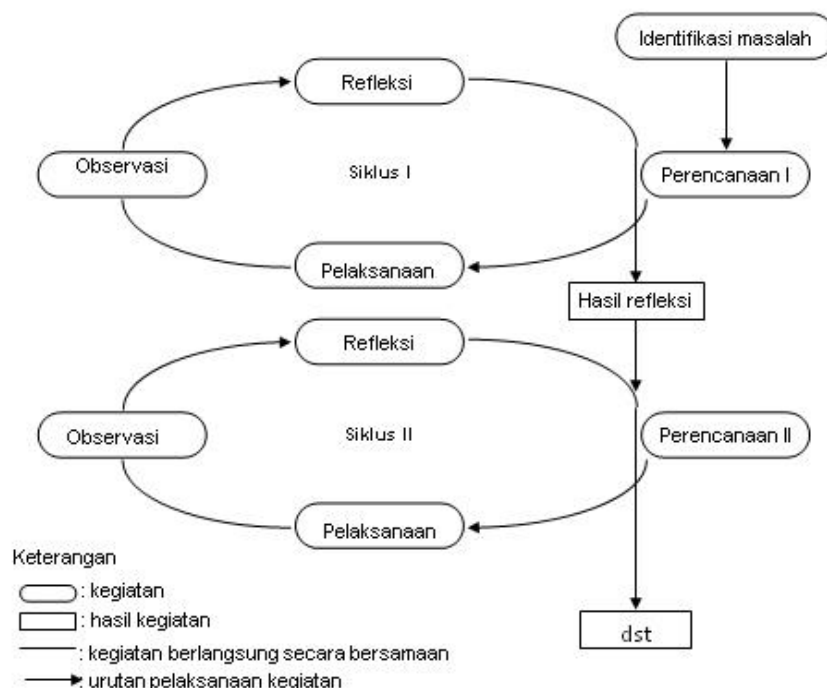 Identifikasi masalah
Refleksi
Observasi
Siklus I
Perencanaan I
Pelaksanaan
Hasil refleksi
Refleksi
Observasi
Siklus II
Perencanaan II
Pelaksanaan
Keterangan
: kegiatan
: hasil kegiatan
: kegiatan berlangsung secara bersamaan
: urutan pelaksanaan kegiatan
dst